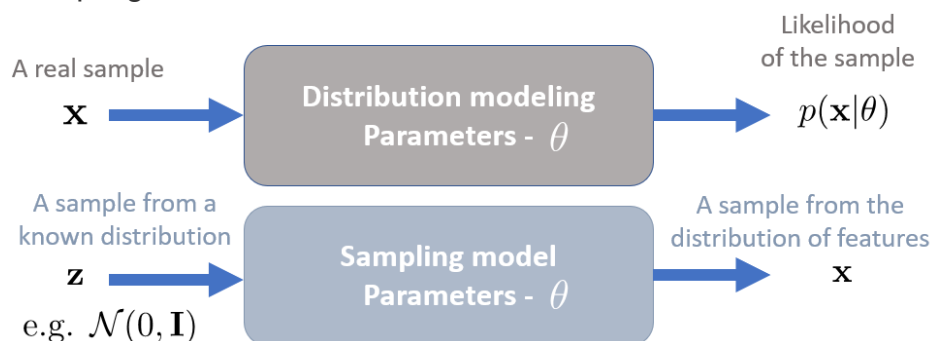 Likelihood
of the sample
A real sample
x
Distribution modeling
Parameters - θ
p(x|θ)
A sample from a
known distribution
z
e.g. 𝒩(0, I)
Sampling model
Parameters - θ
A sample from the
distribution of features
x